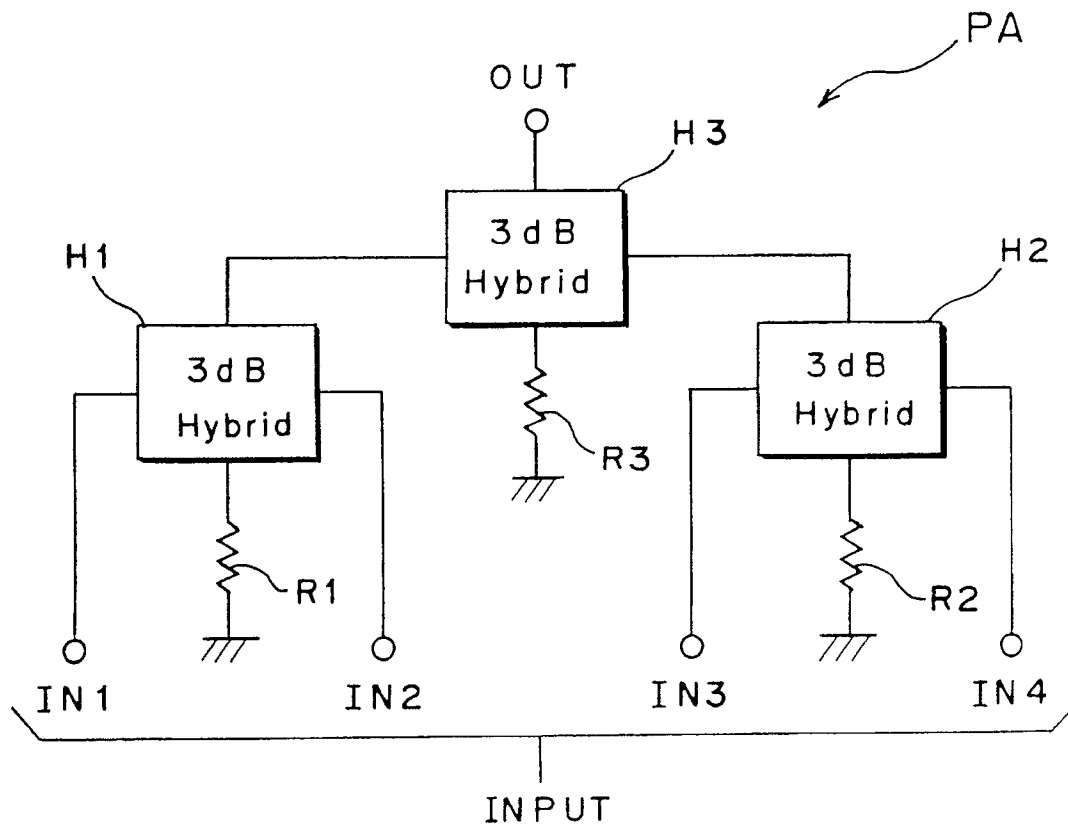 PA
OUT
H3
3dB
Hybrid
H1
H2
3dB
Hybrid
3dB
Hybrid
R3
R1
R2
IN1
IN2
IN3
IN4
INPUT